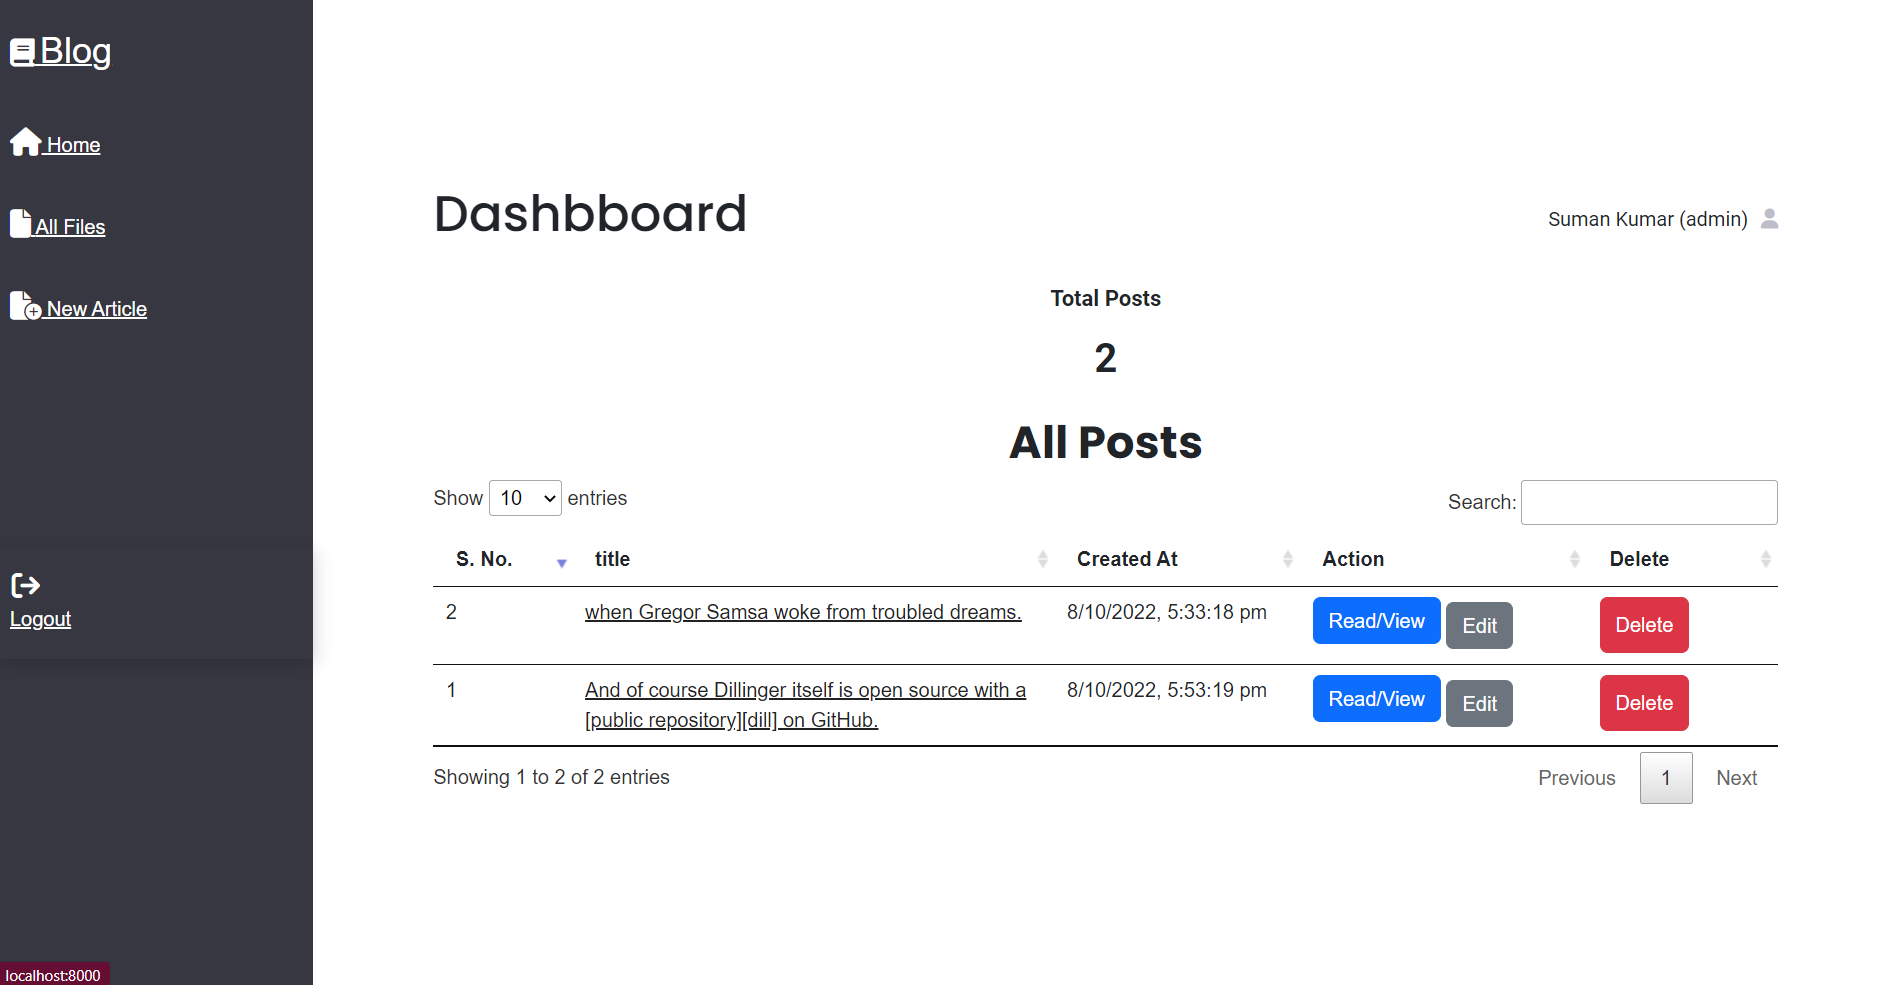 Blog
Home
All Files
New Article
Logout
localhost:8000
Dashbboard
Suman Kumar (admin)
Total Posts
2
All Posts
Show 10 entries
Search:
S. No. title Created At Action Delete
2 when Gregor Samsa woke from troubled dreams. 8/10/2022, 5:33:18 pm Read/View Edit Delete
1 And of course Dillinger itself is open source with a 8/10/2022, 5:53:19 pm Read/View Edit Delete
[public repository][dill] on GitHub.
Showing 1 to 2 of 2 entries
Previous 1 Next